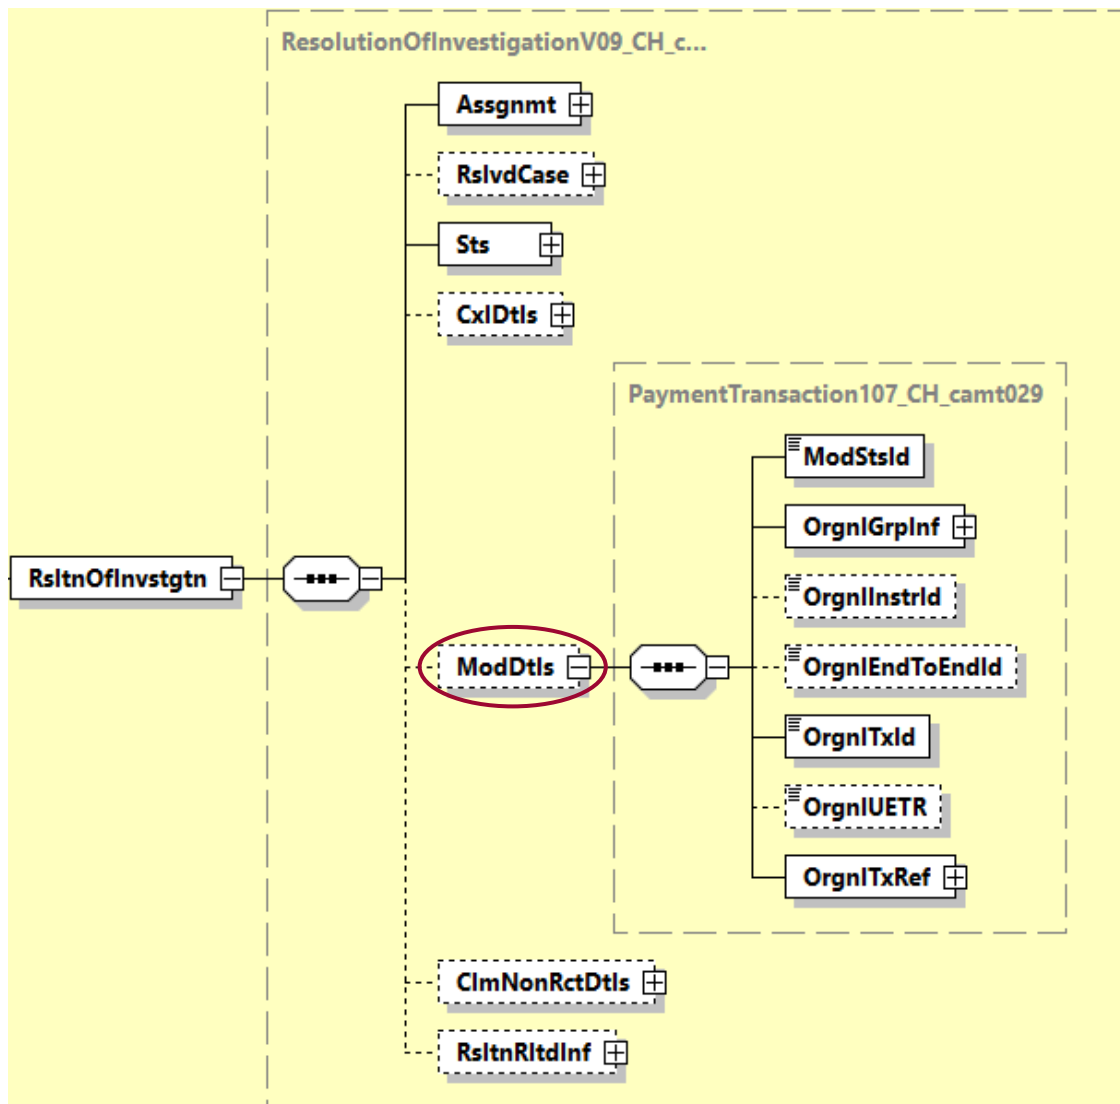 ResolutionOfInvestigationV09_CH_c...
Assgnmt
RslvdCase
Sts
CxlDtls
PaymentTransaction107_CH_camt029
ModStsId
OrgnlGrpInf
RsltnOfInvstgtn
OrgnlInstrId
ModDtls
OrgnlEndToEndId
OrgnlTxId
OrgnlUETR
OrgnlTxRef
ClmNonRctDtls
RsltnRltdInf